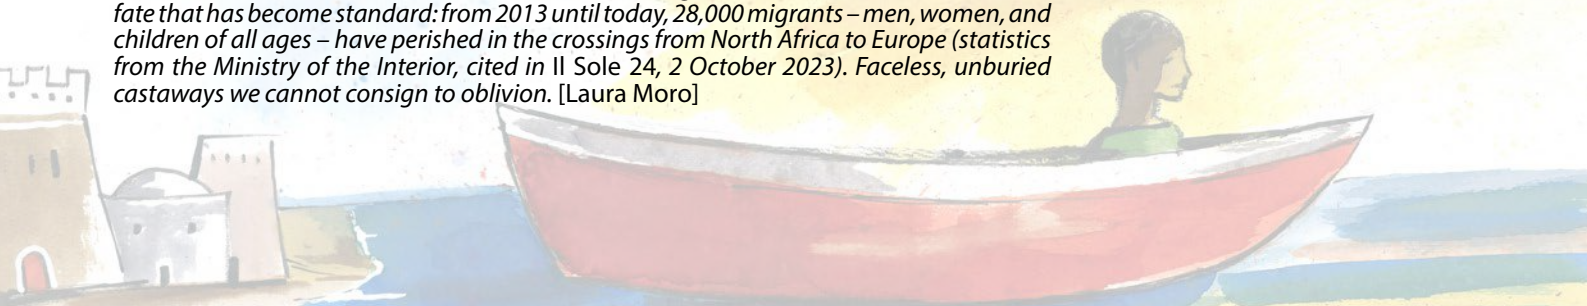 fate that has become standard: from 2013 until today, 28,000 migrants – men, women, and
children of all ages – have perished in the crossings from North Africa to Europe (statistics
from the Ministry of the Interior, cited in Il Sole 24, 2 October 2023). Faceless, unburied
castaways we cannot consign to oblivion. [Laura Moro]